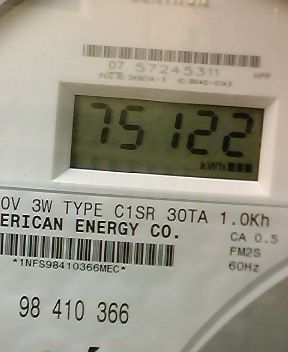 07 57245311
HPP
75122
kWh
0V 3W TYPE C1SR 30TA 1.0Kh
ERICAN ENERGY CO.
CA 0.5
FM2S
60Hz
*1NFS98410366MEC*
98 410 366